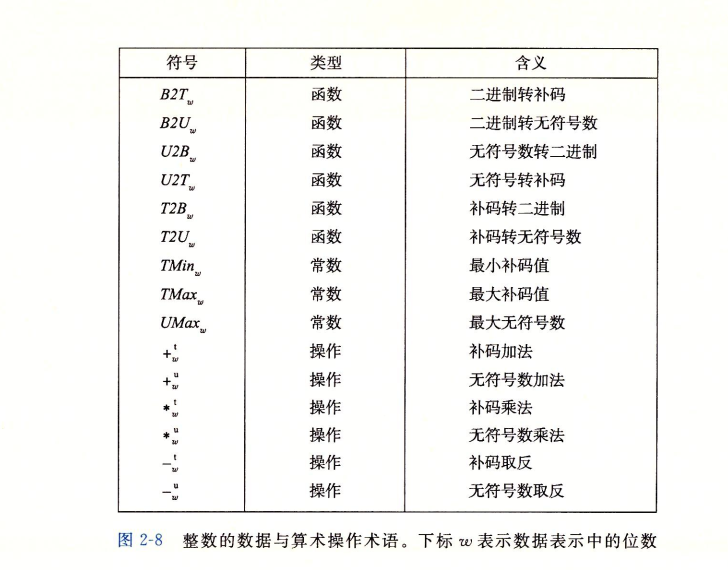 符号 类型 含义
B2T_w 函数 二进制转补码
B2U_w 函数 二进制转无符号数
U2B_w 函数 无符号数转二进制
U2T_w 函数 无符号转补码
T2B_w 函数 补码转二进制
T2U_w 函数 补码转无符号数
TMin_w 常数 最小补码值
TMax_w 常数 最大补码值
UMax_w 常数 最大无符号数
+^t_w 操作 补码加法
+^u_w 操作 无符号数加法
*^t_w 操作 补码乘法
*^u_w 操作 无符号数乘法
-^t_w 操作 补码取反
-^u_w 操作 无符号数取反
图 2-8 整数的数据与算术操作术语。下标 w 表示数据表示中的位数